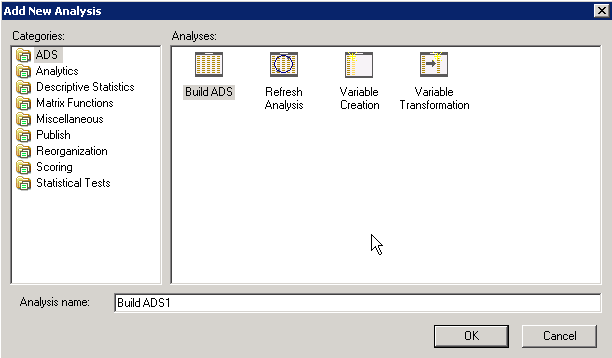 Add New Analysis
Categories:
ADS
Analytics
Descriptive Statistics
Matrix Functions
Miscellaneous
Publish
Reorganization
Scoring
Statistical Tests
Analyses:
Build ADS
Refresh
Analysis
Variable
Creation
Variable
Transformation
Analysis name:
Build ADS1
OK
Cancel